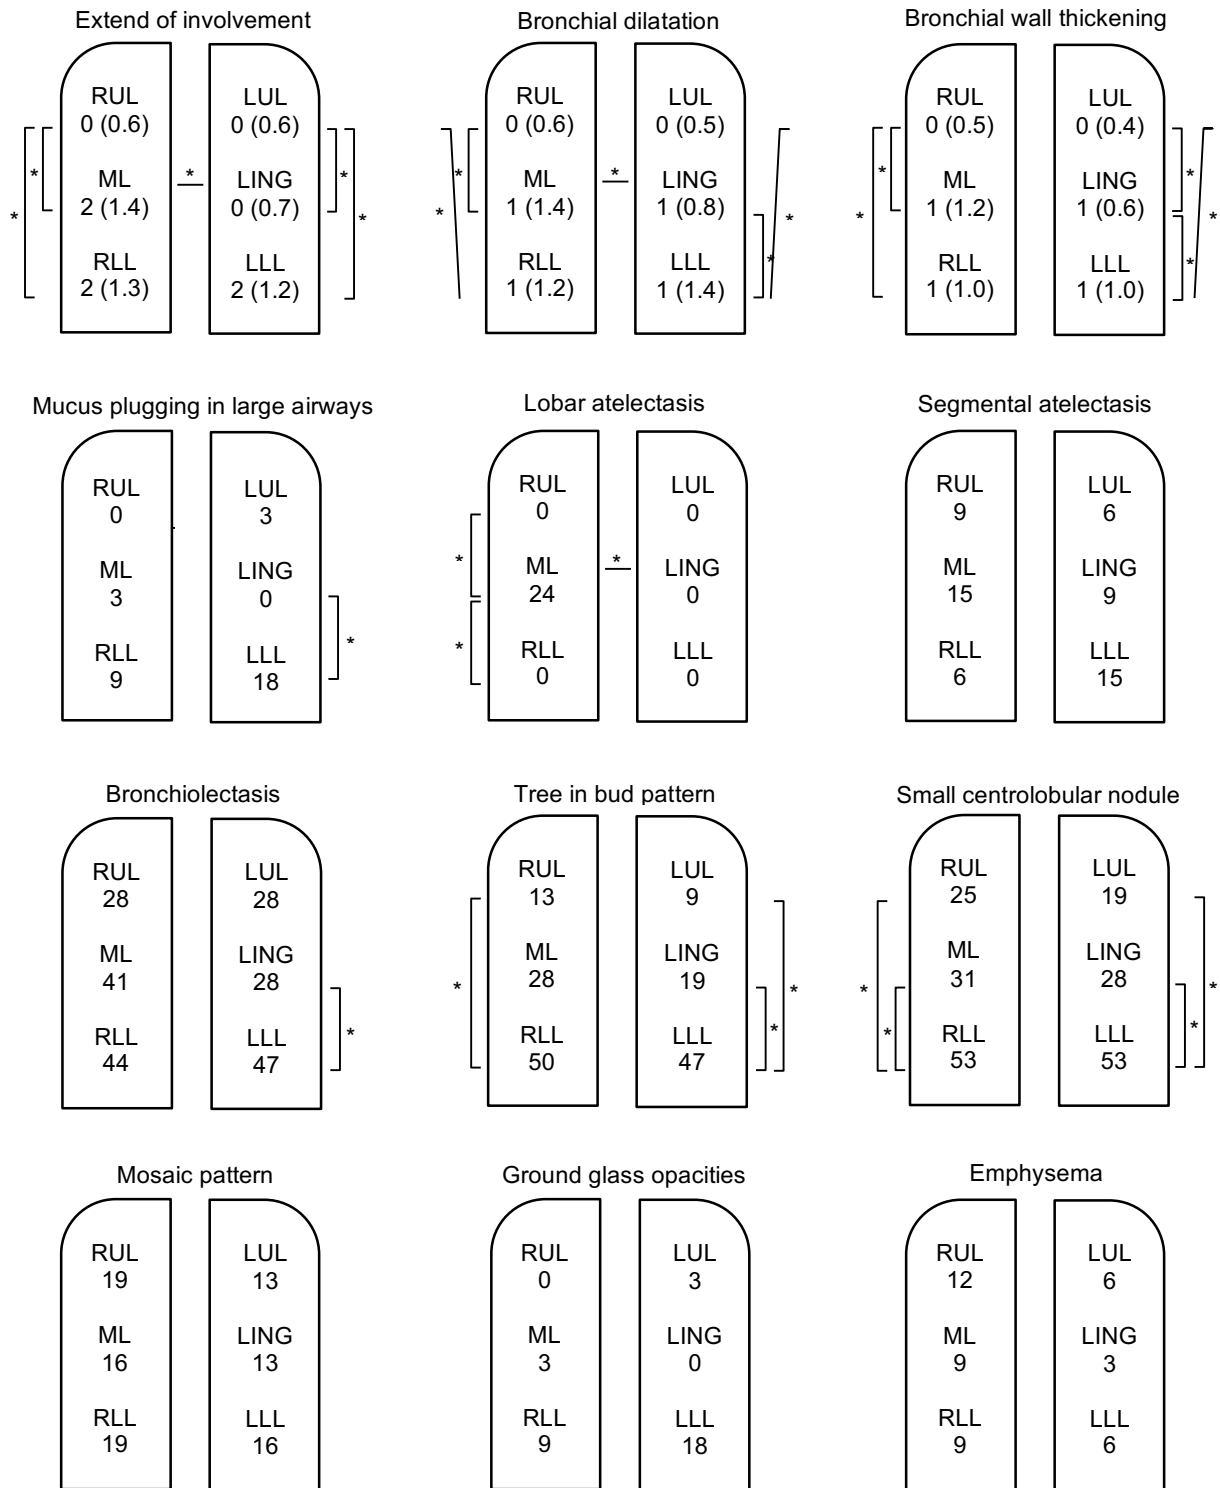 Extend of involvement
RUL
0 (0.6)
ML
2 (1.4)
RLL
2 (1.3)
LUL
0 (0.6)
LING
0 (0.7)
LLL
2 (1.2)
*
*
*
*
*
Bronchial dilatation
RUL
0 (0.6)
ML
1 (1.4)
RLL
1 (1.2)
LUL
0 (0.5)
LING
1 (0.8)
LLL
1 (1.4)
*
*
*
*
*
Bronchial wall thickening
RUL
0 (0.5)
ML
1 (1.2)
RLL
1 (1.0)
LUL
0 (0.4)
LING
1 (0.6)
LLL
1 (1.0)
*
*
*
*
*
Mucus plugging in large airways
RUL
0
ML
3
RLL
9
LUL
3
LING
0
LLL
18
*
Lobar atelectasis
RUL
0
ML
24
RLL
0
LUL
0
LING
0
LLL
0
*
*
*
Segmental atelectasis
RUL
9
ML
15
RLL
6
LUL
6
LING
9
LLL
15
Bronchiolectasis
RUL
28
ML
41
RLL
44
LUL
28
LING
28
LLL
47
*
Tree in bud pattern
RUL
13
ML
28
RLL
50
LUL
9
LING
19
LLL
47
*
*
*
Small centrolobular nodule
RUL
25
ML
31
RLL
53
LUL
19
LING
28
LLL
53
*
*
*
*
Mosaic pattern
RUL
19
ML
16
RLL
19
LUL
13
LING
13
LLL
16
Ground glass opacities
RUL
0
ML
3
RLL
9
LUL
3
LING
0
LLL
18
Emphysema
RUL
12
ML
9
RLL
9
LUL
6
LING
3
LLL
6